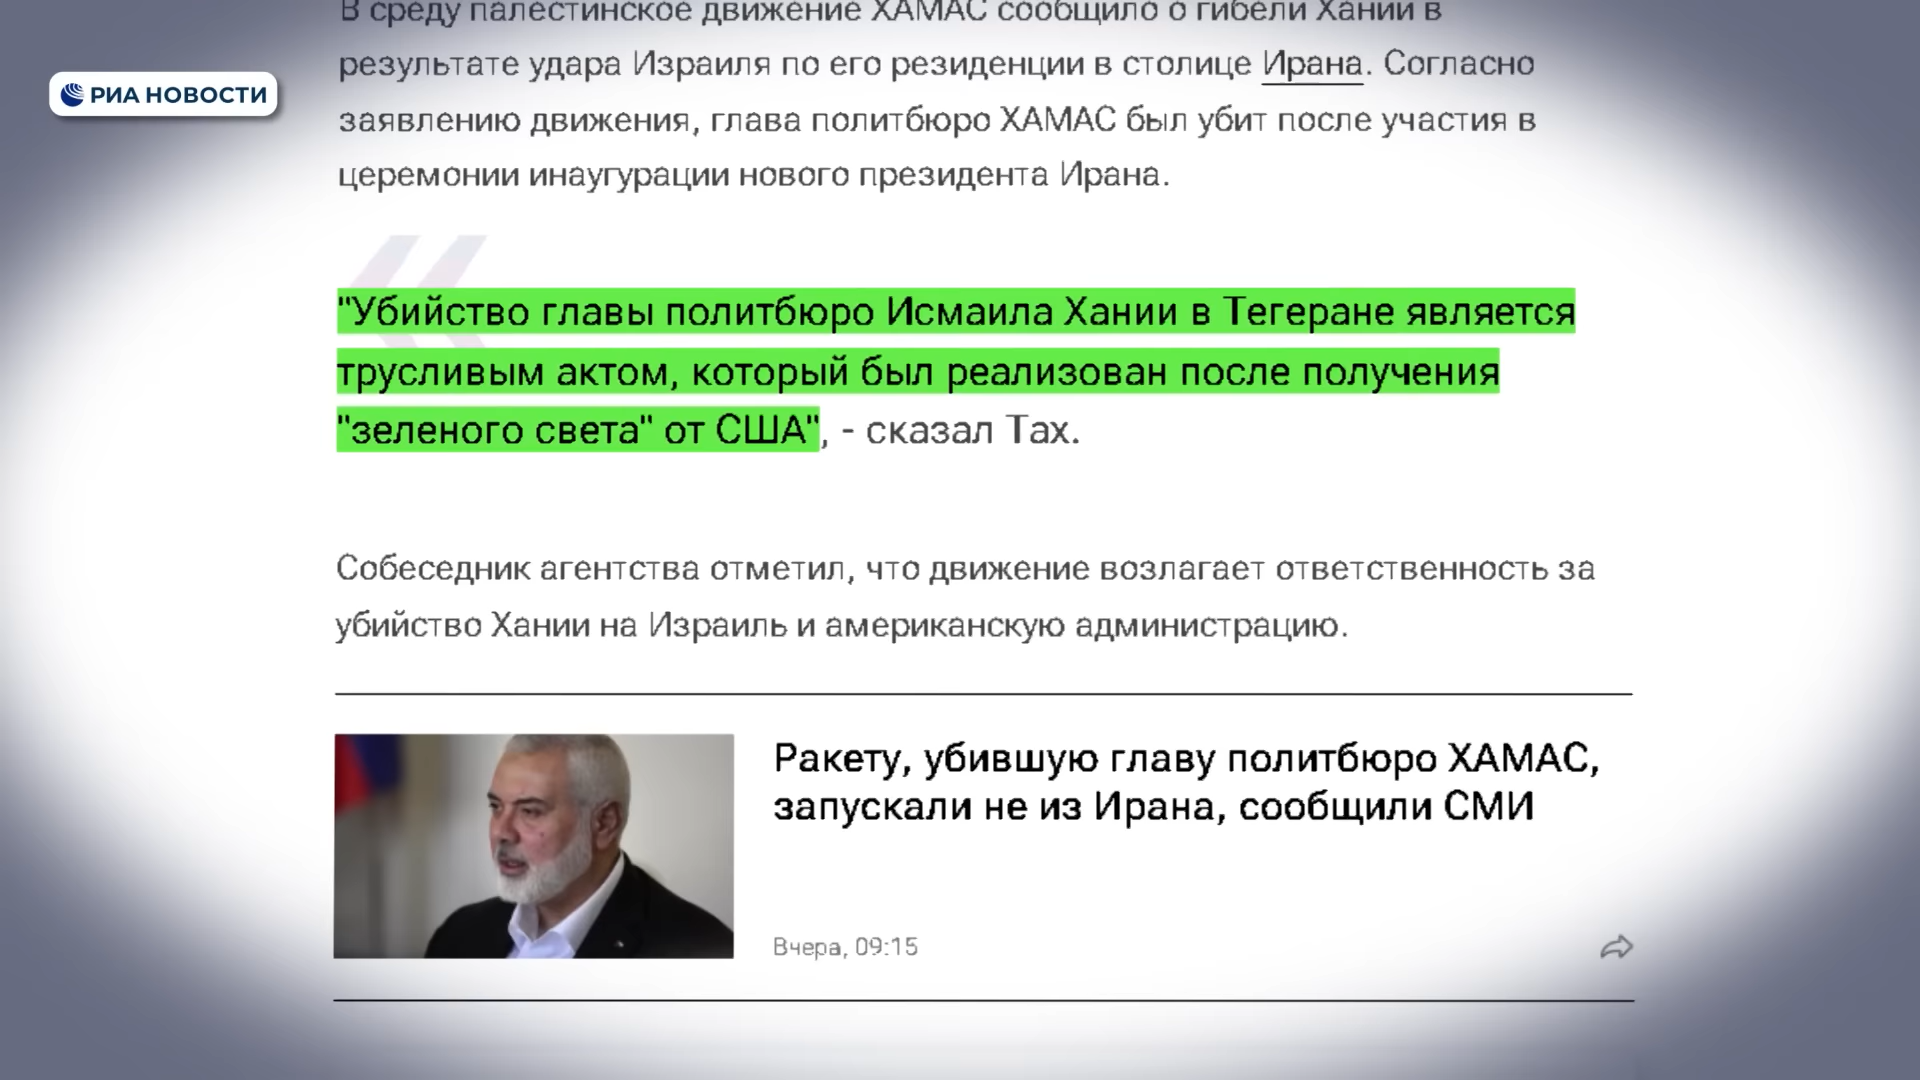 В среду палестинское движение ХАМАС сообщило о гибели Хании в
РИА НОВОСТИ
результате удара Израиля по его резиденции в столице Ирана. Согласно
заявлению движения, глава политбюро ХАМАС был убит после участия в
церемонии инаугурации нового президента Ирана.
"Убийство главы политбюро Исмаила Хании в Тегеране является
трусливым актом, который был реализован после получения
"зеленого света" от США", - сказал Тах.
Собеседник агентства отметил, что движение возлагает ответственность за
убийство Хании на Израиль и американскую администрацию.
Ракету, убившую главу политбюро ХАМАС,
запускали не из Ирана, сообщили СМИ
Вчера, 09:15